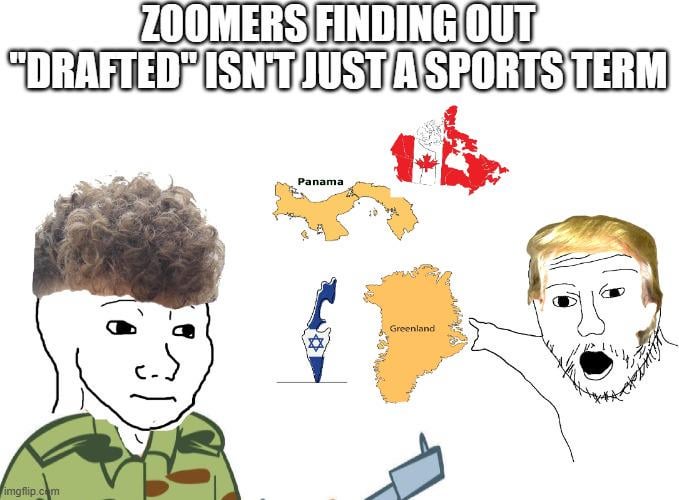 ZOOMERS FINDING OUT
"DRAFTED" ISN'T JUST A SPORTS TERM
Panama
Greenland
imgflip.com